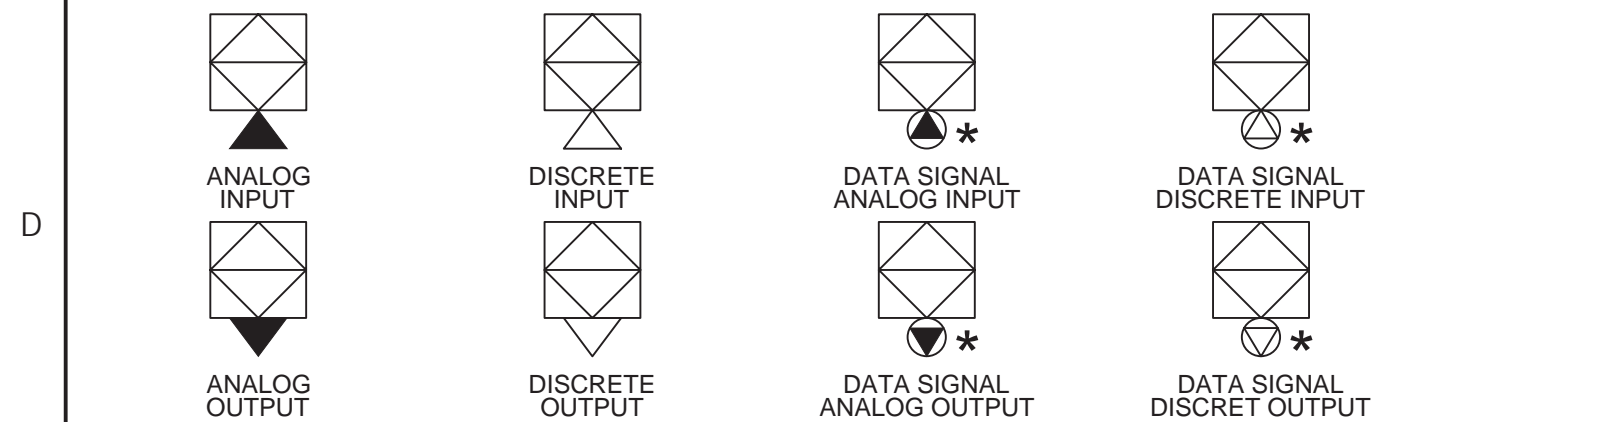 *
*
ANALOG
INPUT
DISCRETE
INPUT
DATA SIGNAL
ANALOG INPUT
DATA SIGNAL
DISCRETE INPUT
D
*
*
ANALOG
OUTPUT
DISCRETE
OUTPUT
DATA SIGNAL
ANALOG OUTPUT
DATA SIGNAL
DISCRET OUTPUT